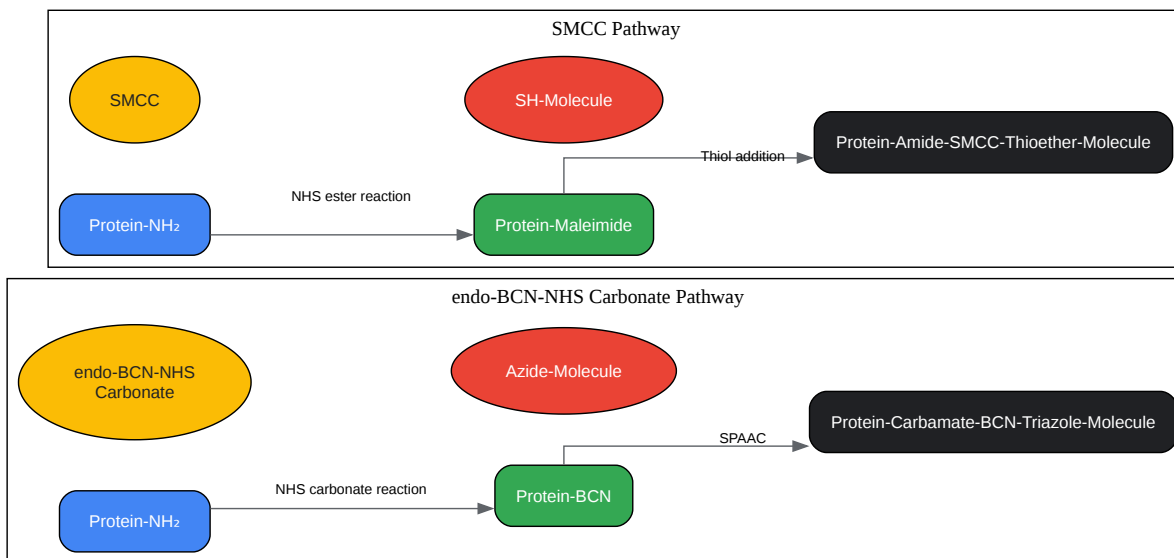 SMCC Pathway
SMCC
SH-Molecule
Protein-Amide-SMCC-Thioether-Molecule
Thiol addition
NHS ester reaction
Protein-NH₂
Protein-Maleimide
endo-BCN-NHS Carbonate Pathway
endo-BCN-NHS
Carbonate
Azide-Molecule
Protein-Carbamate-BCN-Triazole-Molecule
SPAAC
NHS carbonate reaction
Protein-BCN
Protein-NH₂